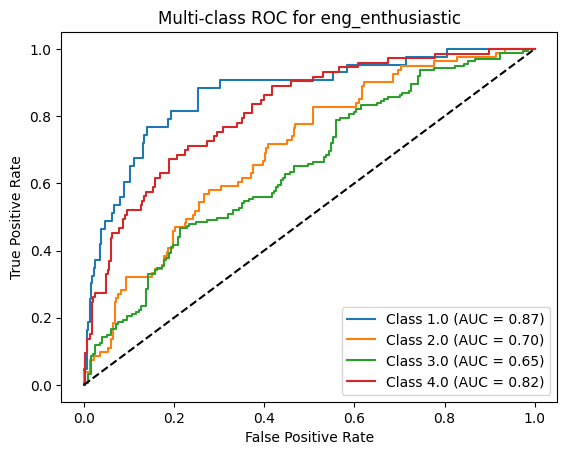 Multi-class ROC for eng_enthusiastic
True Positive Rate
1.0
0.8
0.6
0.4
0.2
0.0
Class 1.0 (AUC = 0.87)
Class 2.0 (AUC = 0.70)
Class 3.0 (AUC = 0.65)
Class 4.0 (AUC = 0.82)
0.0 0.2 0.4 0.6 0.8 1.0
False Positive Rate